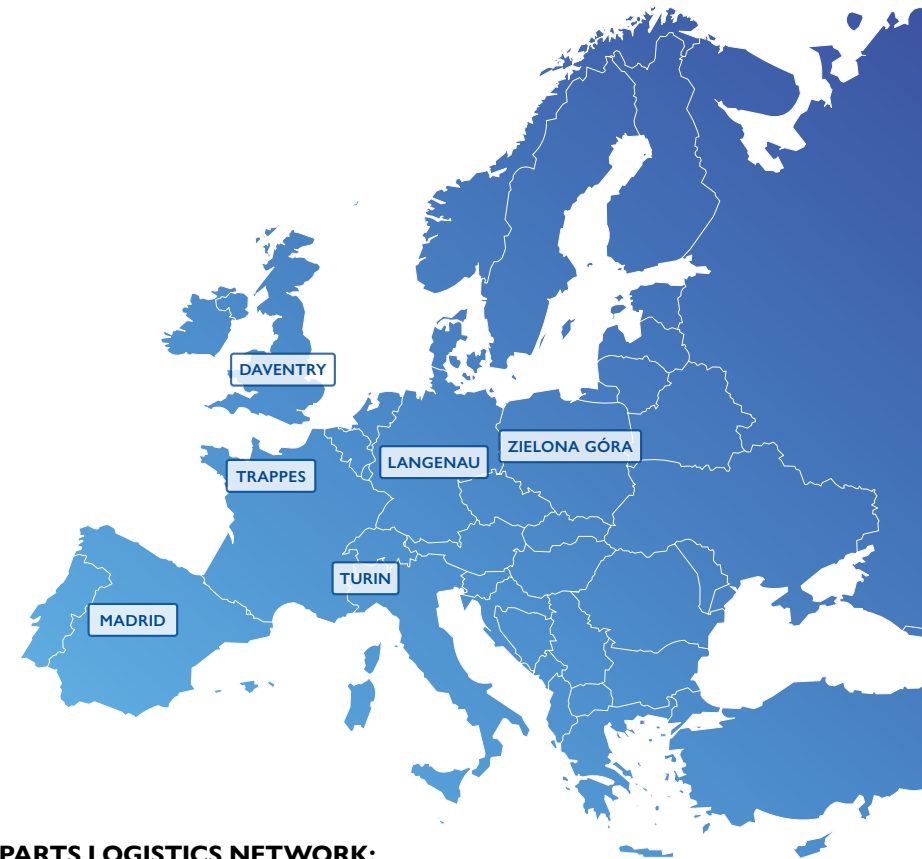 DAVENTRY
ZIELONA GÓRA
LANGENAU
TRAPPES
TURIN
MADRID
PARTS LOGISTICS NETWORK: